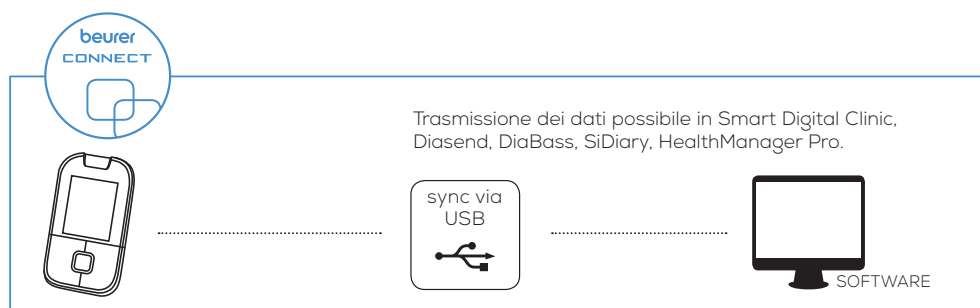 beurer
CONNECT
Trasmissione dei dati possibile in Smart Digital Clinic,
Diasend, DiaBass, SiDiary, HealthManager Pro.
sync via
USB
SOFTWARE